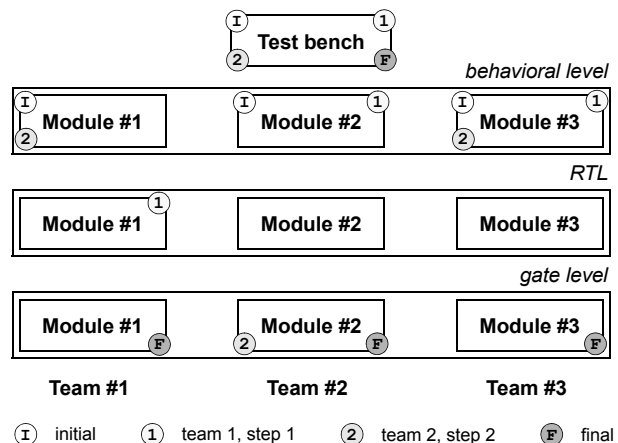 I 1
Test bench
2 F
behavioral level
I I 1 I 1
Module #1 Module #2 Module #3
2 2
RTL
1
Module #1 Module #2 Module #3
gate level
Module #1 Module #2 Module #3
F 2 F F
Team #1 Team #2 Team #3
I initial 1 team 1, step 1 2 team 2, step 2 F final